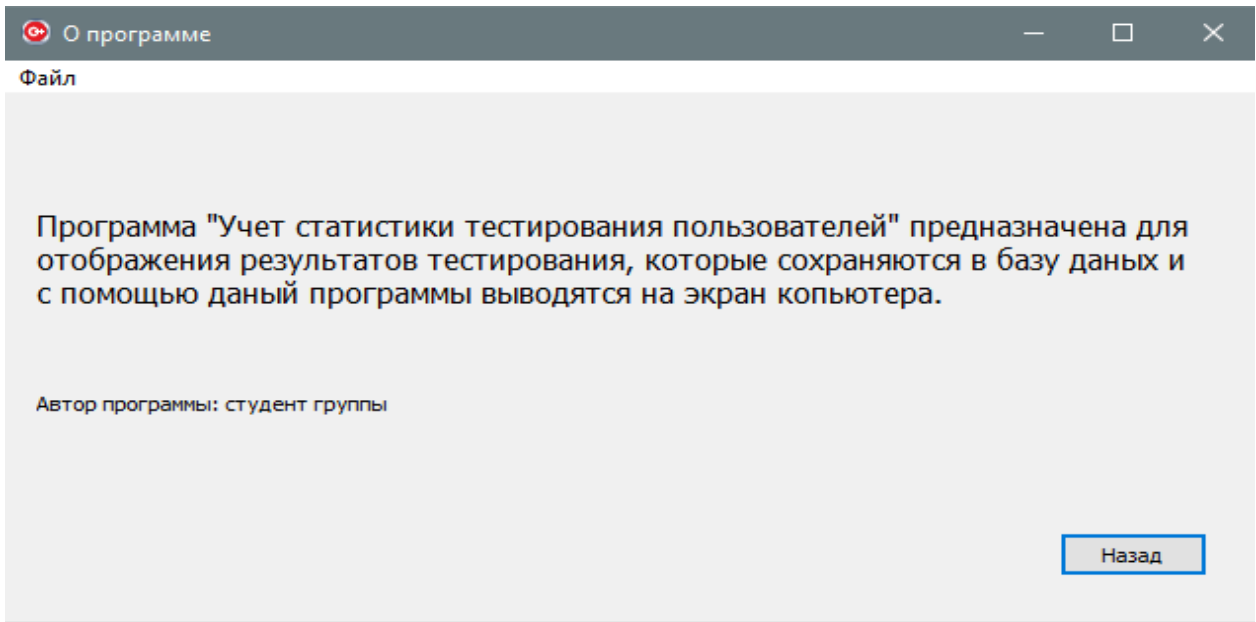 О программе
Файл
Программа "Учет статистики тестирования пользователей" предназначена для
отображения результатов тестирования, которые сохраняются в базу даных и
с помощью даный программы выводятся на экран копьютера.
Автор программы: студент группы
Назад